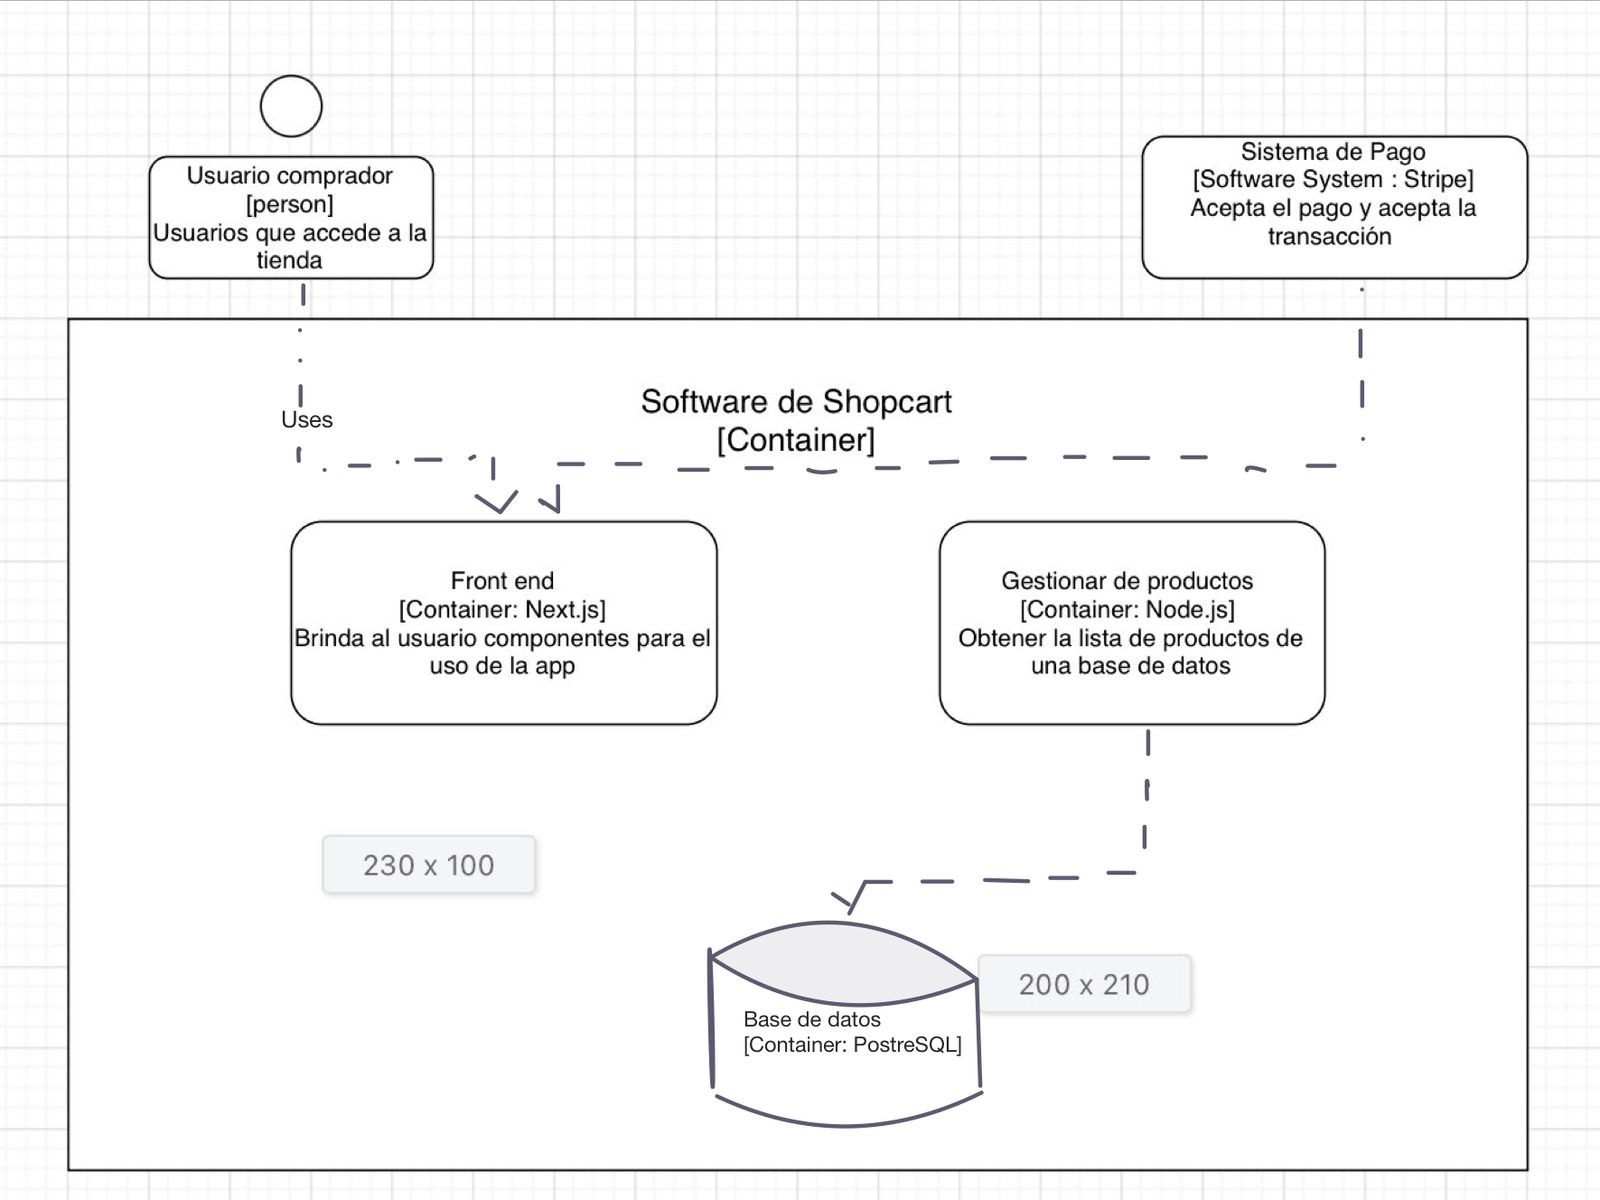 Usuario comprador
[person]
Usuarios que accede a la
tienda
Sistema de Pago
[Software System : Stripe]
Acepta el pago y acepta la
transacción
Uses
Software de Shopcart
[Container]
Front end
[Container: Next.js]
Brinda al usuario componentes para el
uso de la app
Gestionar de productos
[Container: Node.js]
Obtener la lista de productos de
una base de datos
230 x 100
200 x 210
Base de datos
[Container: PostreSQL]